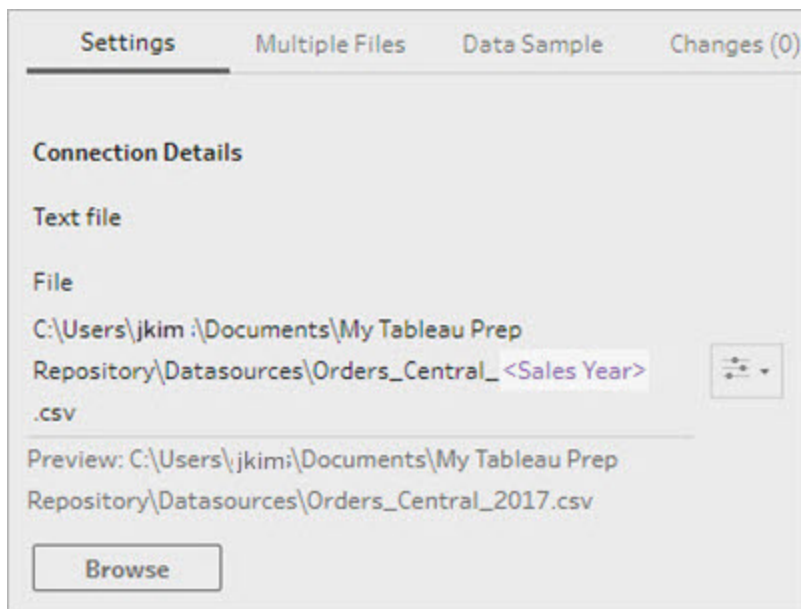 Settings Multiple Files Data Sample Changes (0)
Connection Details
Text file
File
C:\Users\jkim :\Documents\My Tableau Prep
Repository\Datasources\Orders_Central_ <Sales Year>
.csv
Preview: C:\Users\jkim;\Documents\My Tableau Prep
Repository\Datasources\Orders_Central_2017.csv
Browse